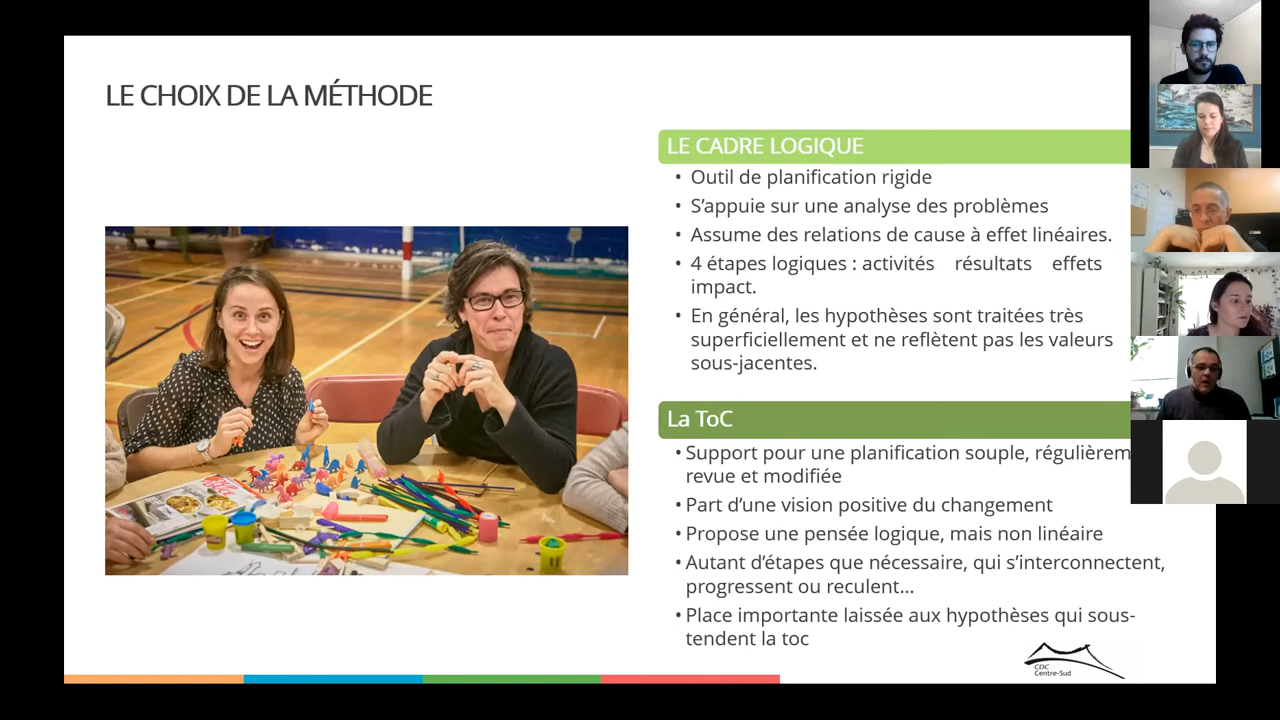 LE CHOIX DE LA MÉTHODE
LE CADRE LOGIQUE
• Outil de planification rigide
• S'appuie sur une analyse des problèmes
• Assume des relations de cause à effet linéaires.
• 4 étapes logiques : activités résultats effets
impact.
• En général, les hypothèses sont traitées très
superficiellement et ne reflètent pas les valeurs
sous-jacentes.
La ToC
• Support pour une planification souple,
revue et modifiée
• Part d'une vision positive du changement
• Propose une pensée logique, mais non linéaire
• Autant d'étapes que nécessaire, qui s'interconnectent,
progressent ou reculent...
• Place importante laissée aux hypothèses qui sous-
tendent la toc
CDC
Centre-Sud